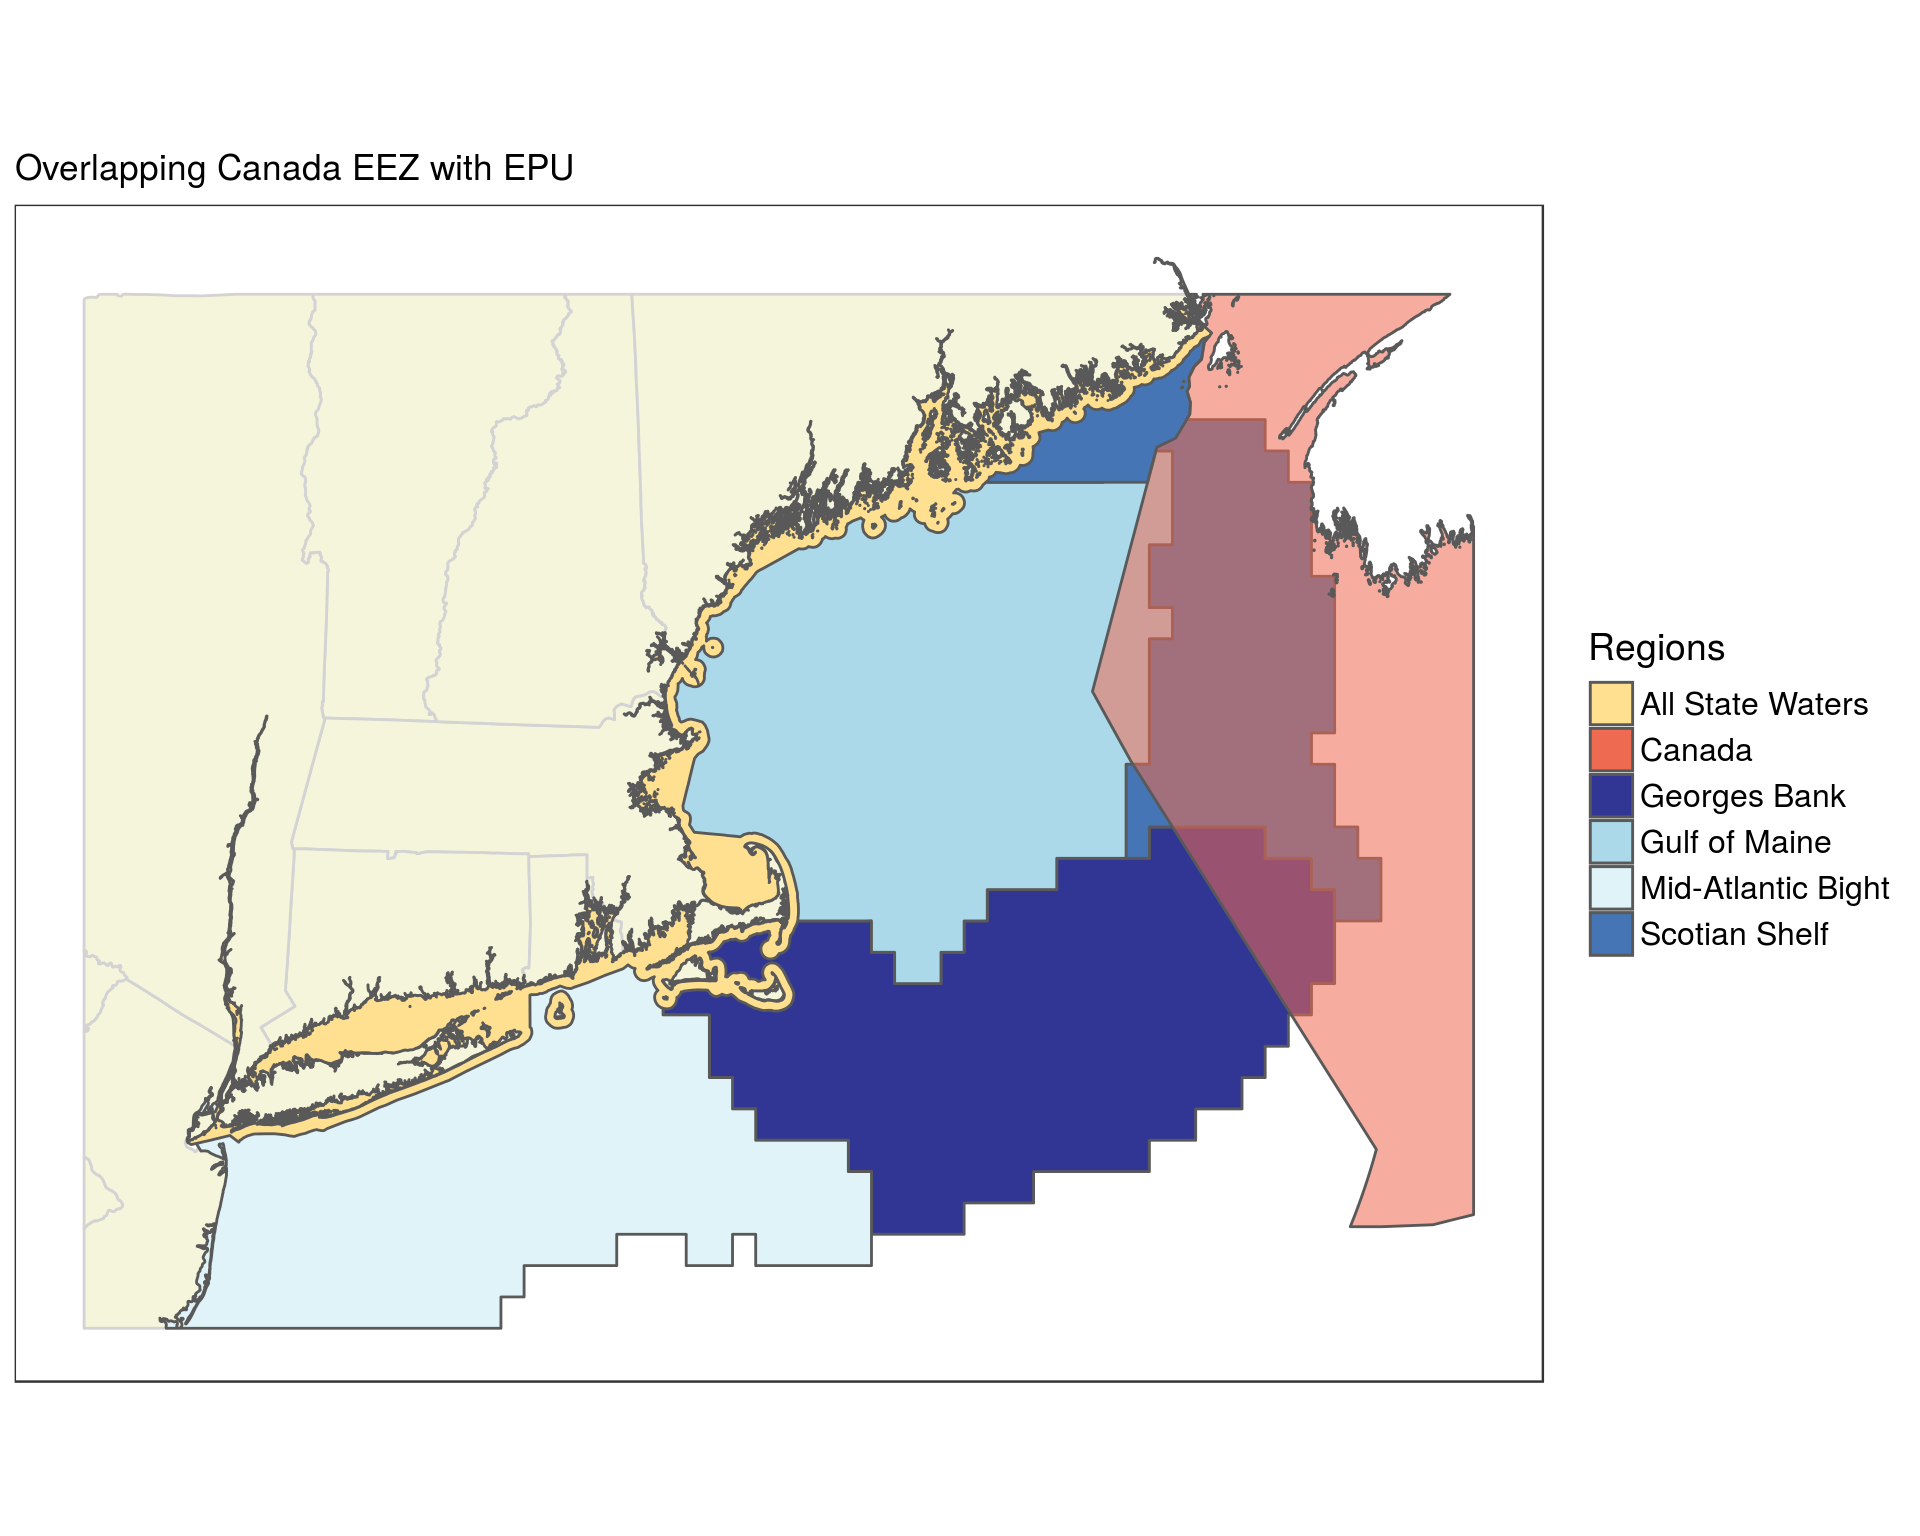 Overlapping Canada EEZ with EPU
Regions
All State Waters
Canada
Georges Bank
Gulf of Maine
Mid-Atlantic Bight
Scotian Shelf